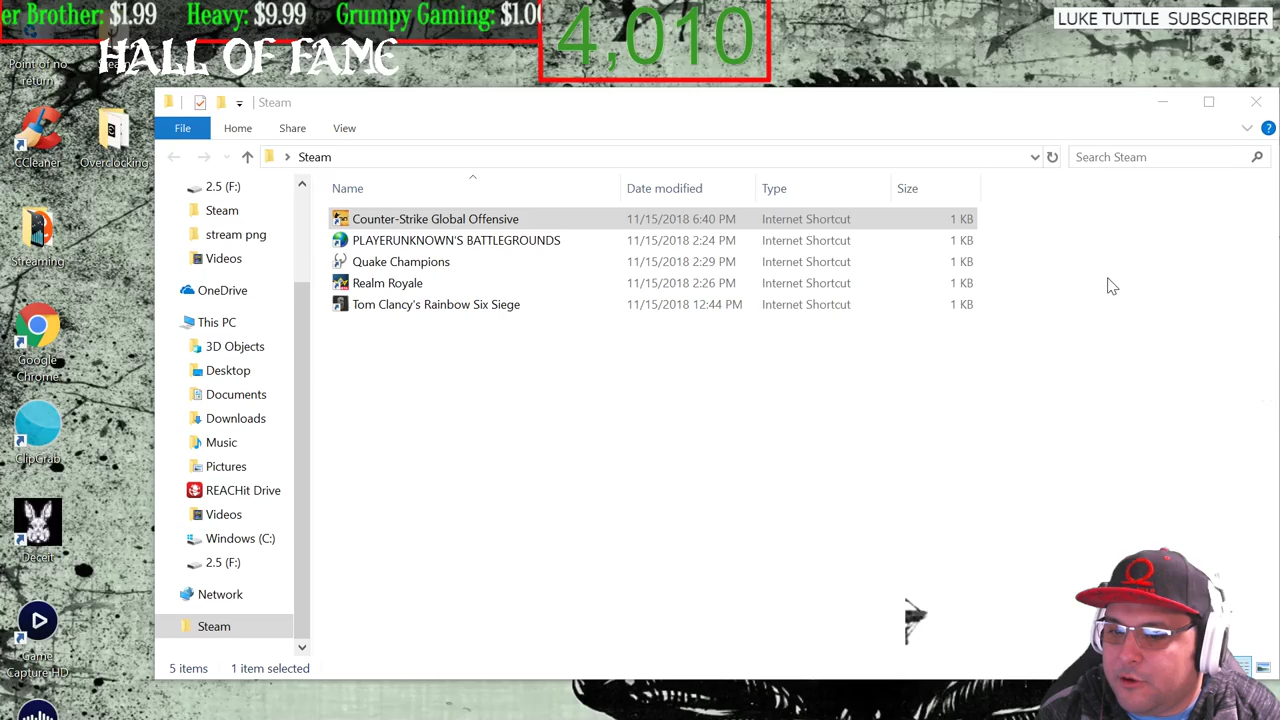 er Brother: $1.99 Heavy: $9.99 Grumpy Gaming: $1.00
4,010
LUKE TUTTLE SUBSCRIBER
HALL OF FAME
Point of no
return
Steam
CCleaner
Overclocking
Streaming
Google
Chrome
ClipGrab
Deceit
Game
Capture HD
Steam
File Home Share View
Steam
Search Steam
2.5 (F:)
Steam
stream png
Videos
OneDrive
This PC
3D Objects
Desktop
Documents
Downloads
Music
Pictures
REACHit Drive
Videos
Windows (C:)
2.5 (F:)
Network
Steam
Name Date modified Type Size
Counter-Strike Global Offensive 11/15/2018 6:40 PM Internet Shortcut 1 KB
PLAYERUNKNOWN'S BATTLEGROUNDS 11/15/2018 2:24 PM Internet Shortcut 1 KB
Quake Champions 11/15/2018 2:29 PM Internet Shortcut 1 KB
Realm Royale 11/15/2018 2:26 PM Internet Shortcut 1 KB
Tom Clancy's Rainbow Six Siege 11/15/2018 12:44 PM Internet Shortcut 1 KB
5 items 1 item selected